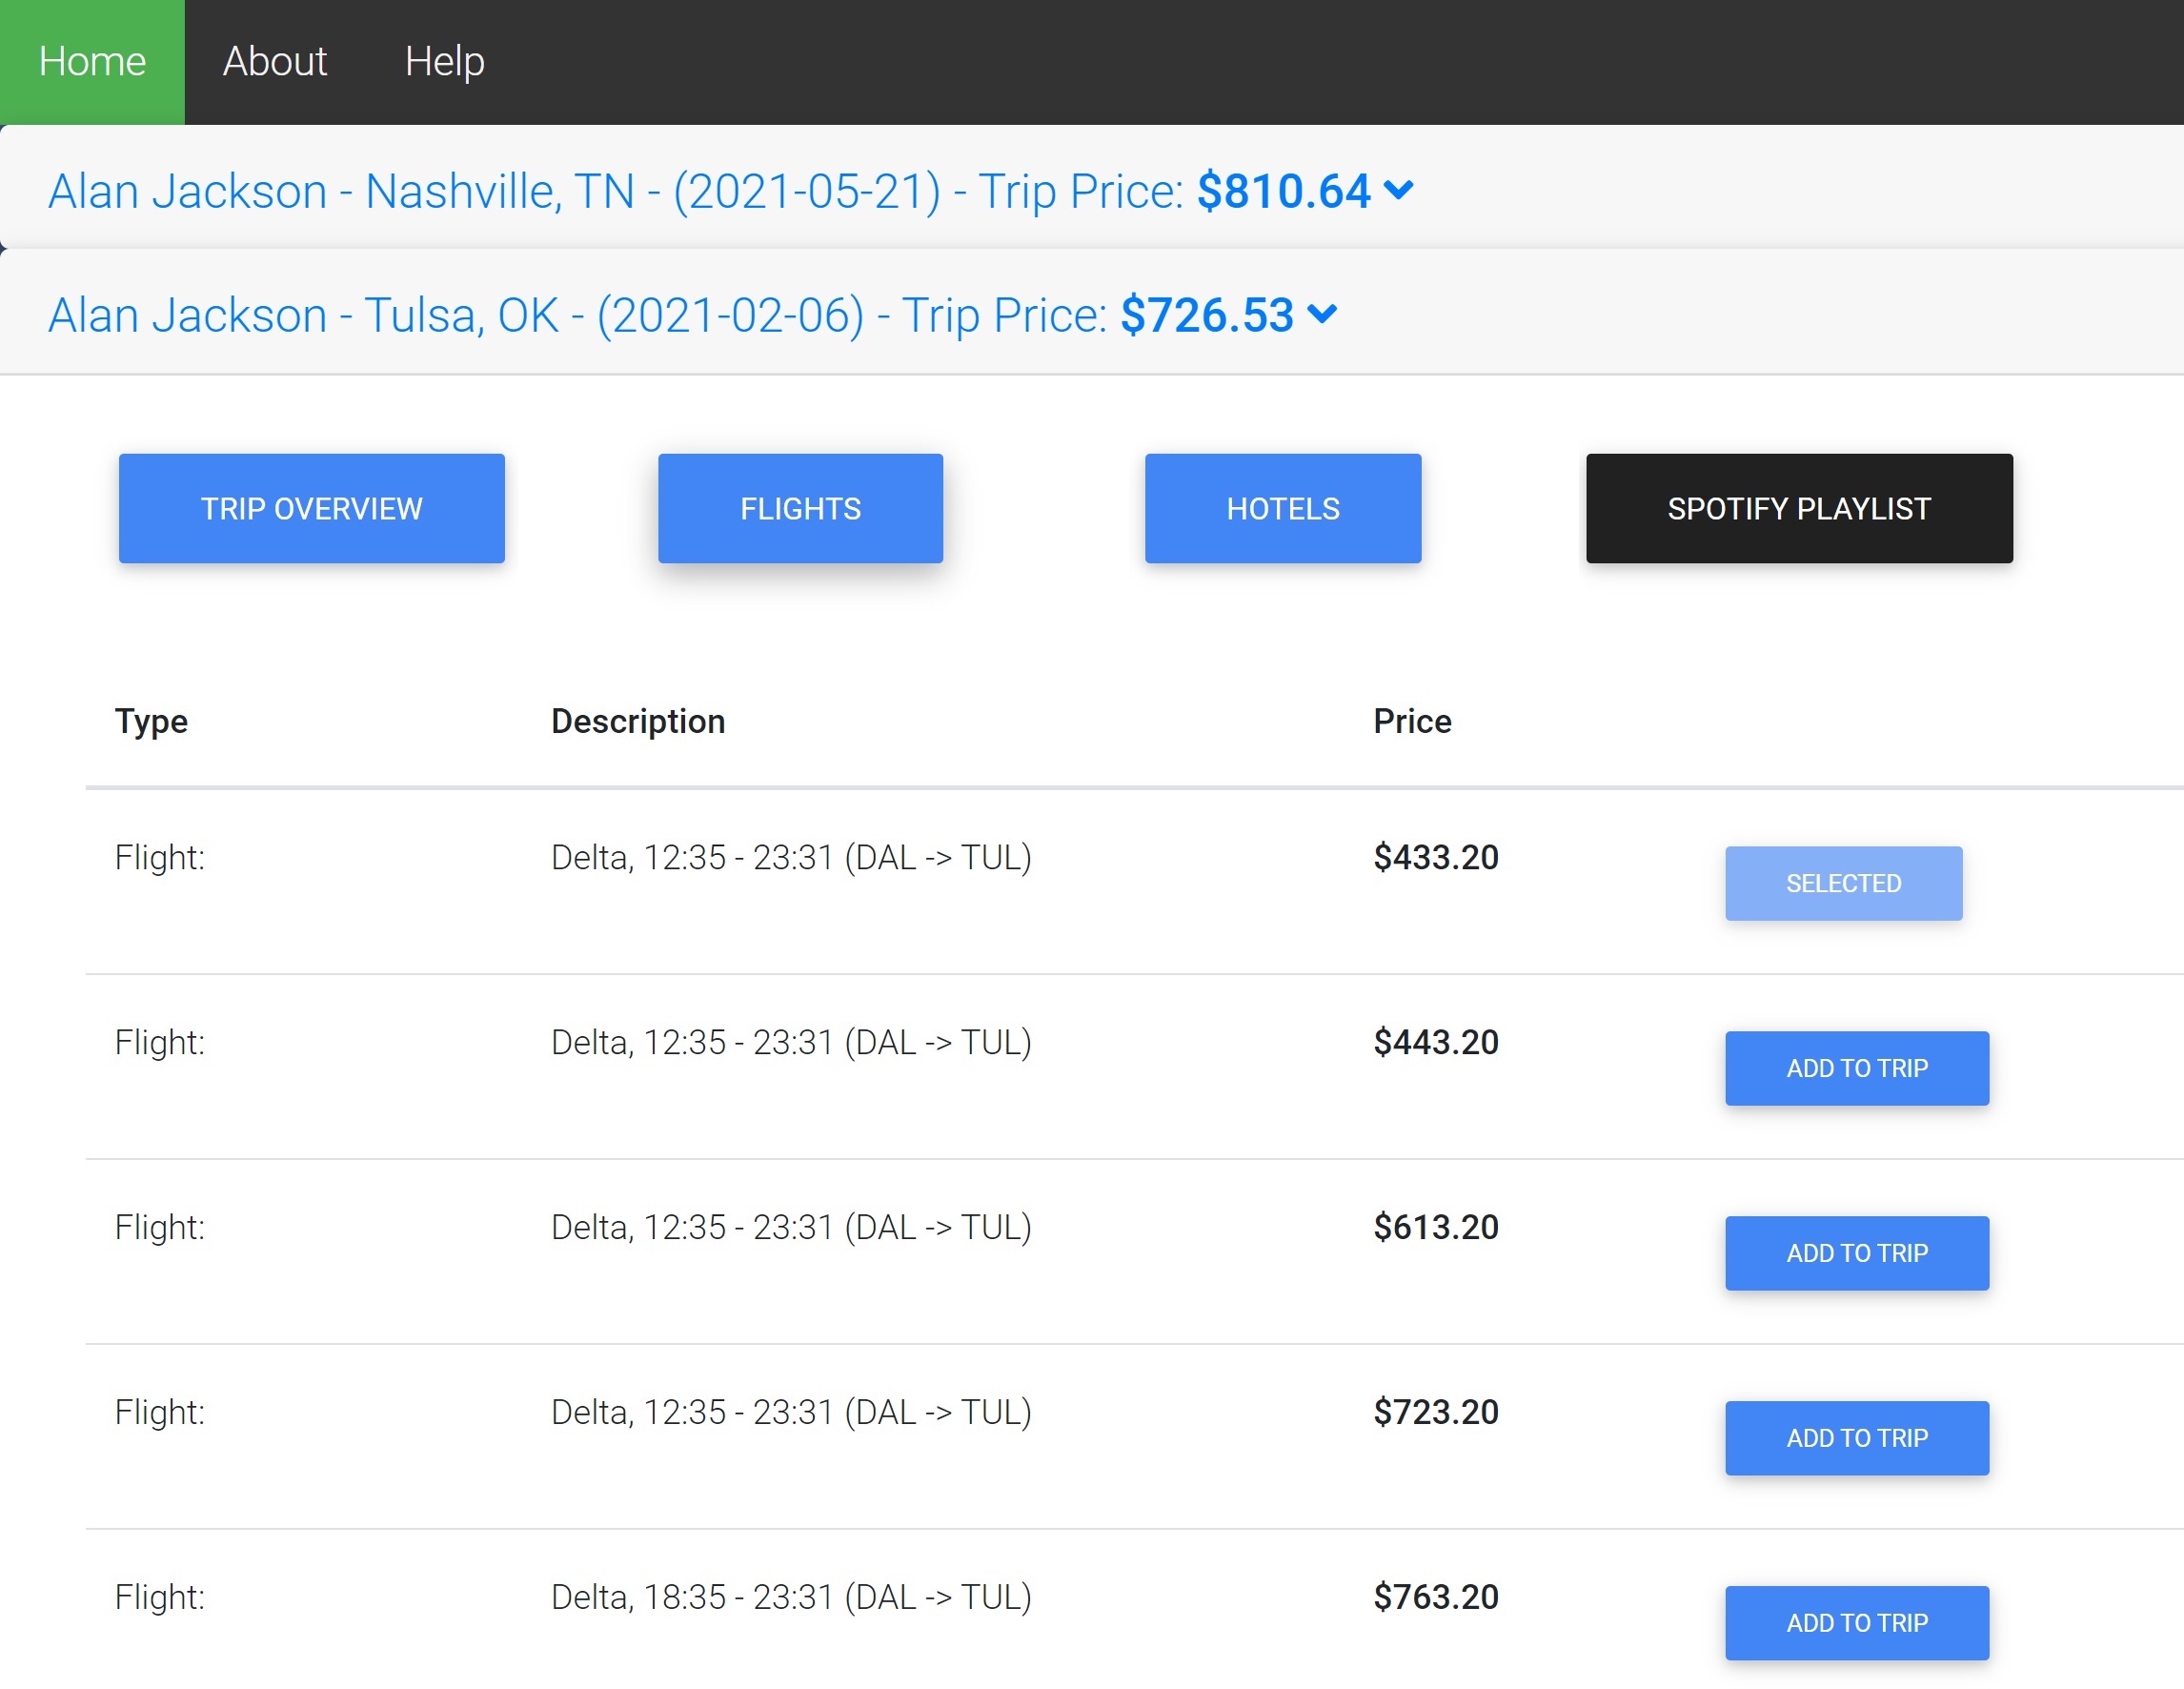 Home About Help
Alan Jackson - Nashville, TN - (2021-05-21) - Trip Price: $810.64
Alan Jackson - Tulsa, OK - (2021-02-06) - Trip Price: $726.53
TRIP OVERVIEW FLIGHTS HOTELS SPOTIFY PLAYLIST
Type Description Price
Flight: Delta, 12:35 - 23:31 (DAL -> TUL) $433.20 SELECTED
Flight: Delta, 12:35 - 23:31 (DAL -> TUL) $443.20 ADD TO TRIP
Flight: Delta, 12:35 - 23:31 (DAL -> TUL) $613.20 ADD TO TRIP
Flight: Delta, 12:35 - 23:31 (DAL -> TUL) $723.20 ADD TO TRIP
Flight: Delta, 18:35 - 23:31 (DAL -> TUL) $763.20 ADD TO TRIP